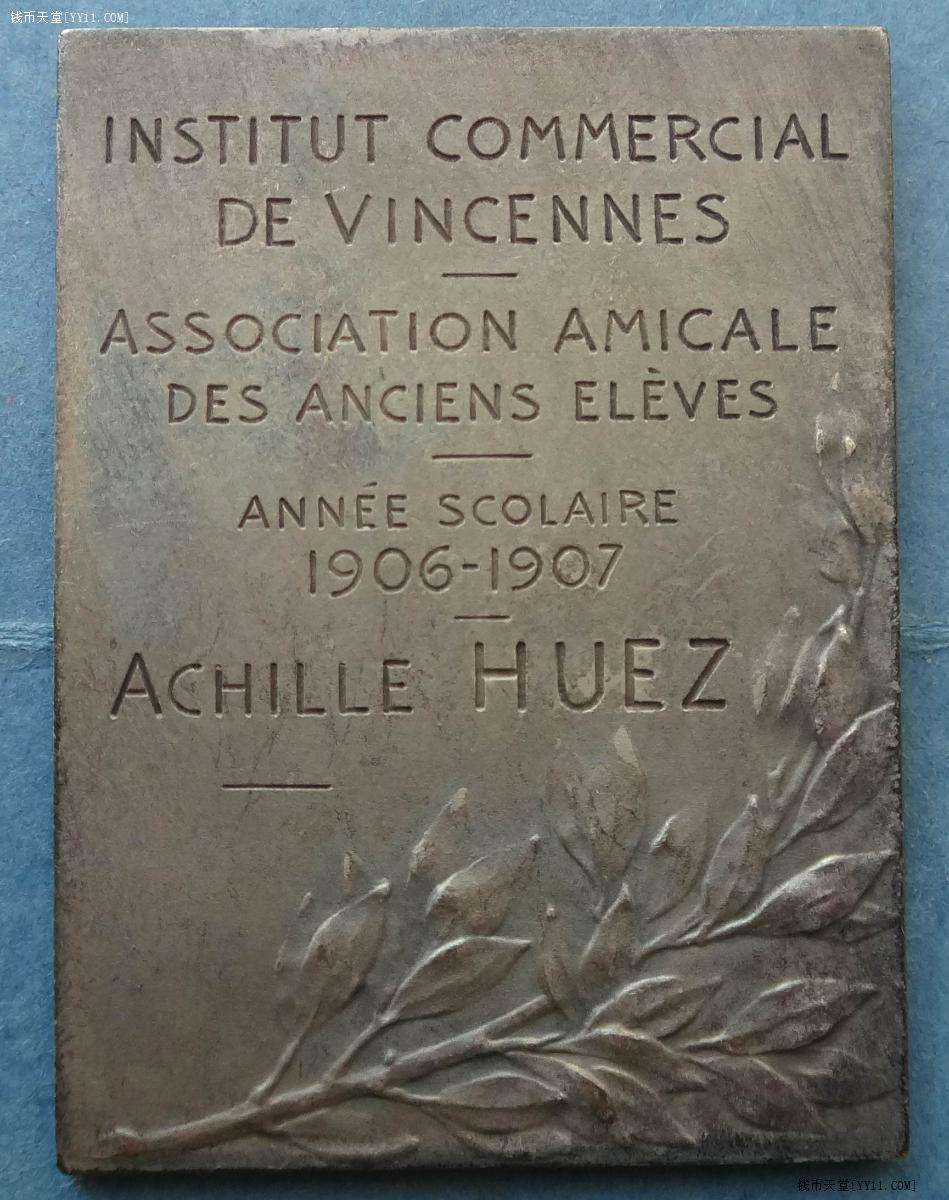 钱币天堂[YY11.COM]
INSTITUT COMMERCIAL
DE VINCENNES
ASSOCIATION AMICALE
DES ANCIENS ELÈVES
ANNÉE SCOLAIRE
1906-1907
ACHILLE HUEZ
钱币天堂[YY11.COM]